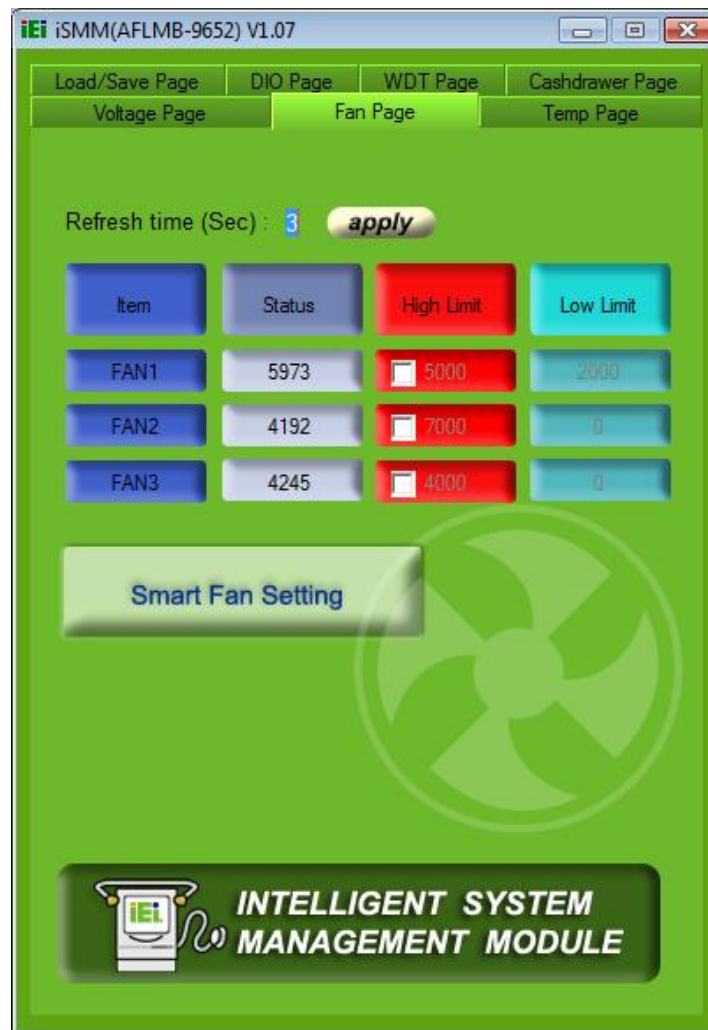 iEi iSMM(AFLMB-9652) V1.07
Load/Save Page DIO Page WDT Page Cashdrawer Page
Voltage Page Fan Page Temp Page
Refresh time (Sec) : 3 apply
Item Status High Limit Low Limit
FAN1 5973 5000 2000
FAN2 4192 7000 0
FAN3 4245 4000 0
Smart Fan Setting
iEi.
INTELLIGENT SYSTEM
MANAGEMENT MODULE